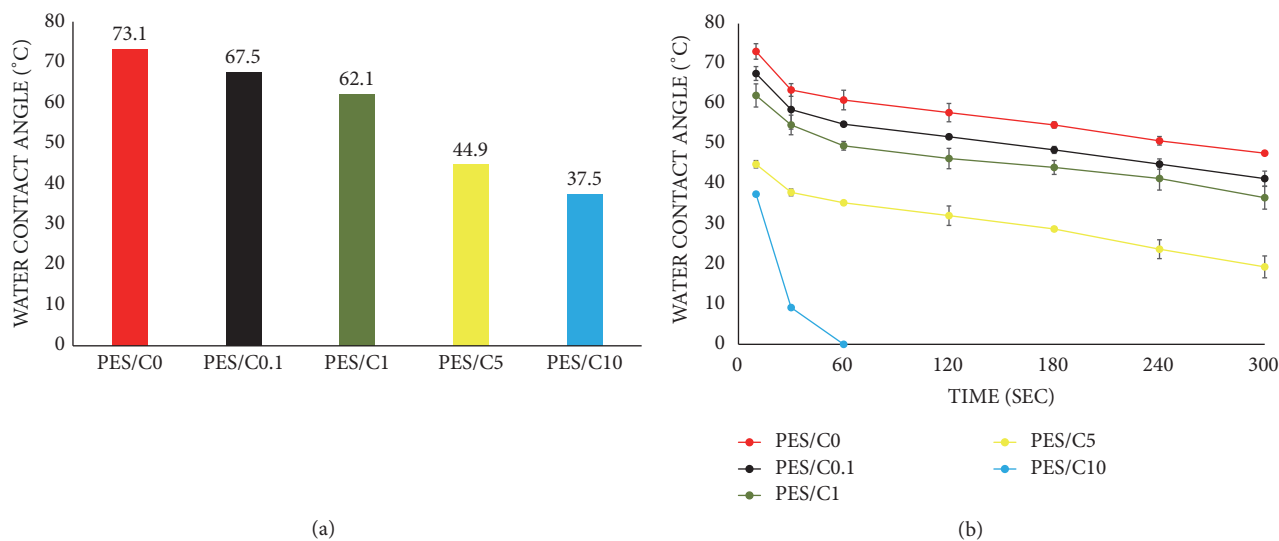 WATER CONTACT ANGLE (°C)
80
70
60
50
40
30
20
10
0
73.1
67.5
62.1
44.9
37.5
PES/C0 PES/C0.1 PES/C1 PES/C5 PES/C10
(a)
WATER CONTACT ANGLE (°C)
80
70
60
50
40
30
20
10
0
0 60 120 180 240 300
TIME (SEC)
PES/C0
PES/C0.1
PES/C1
PES/C5
PES/C10
(b)